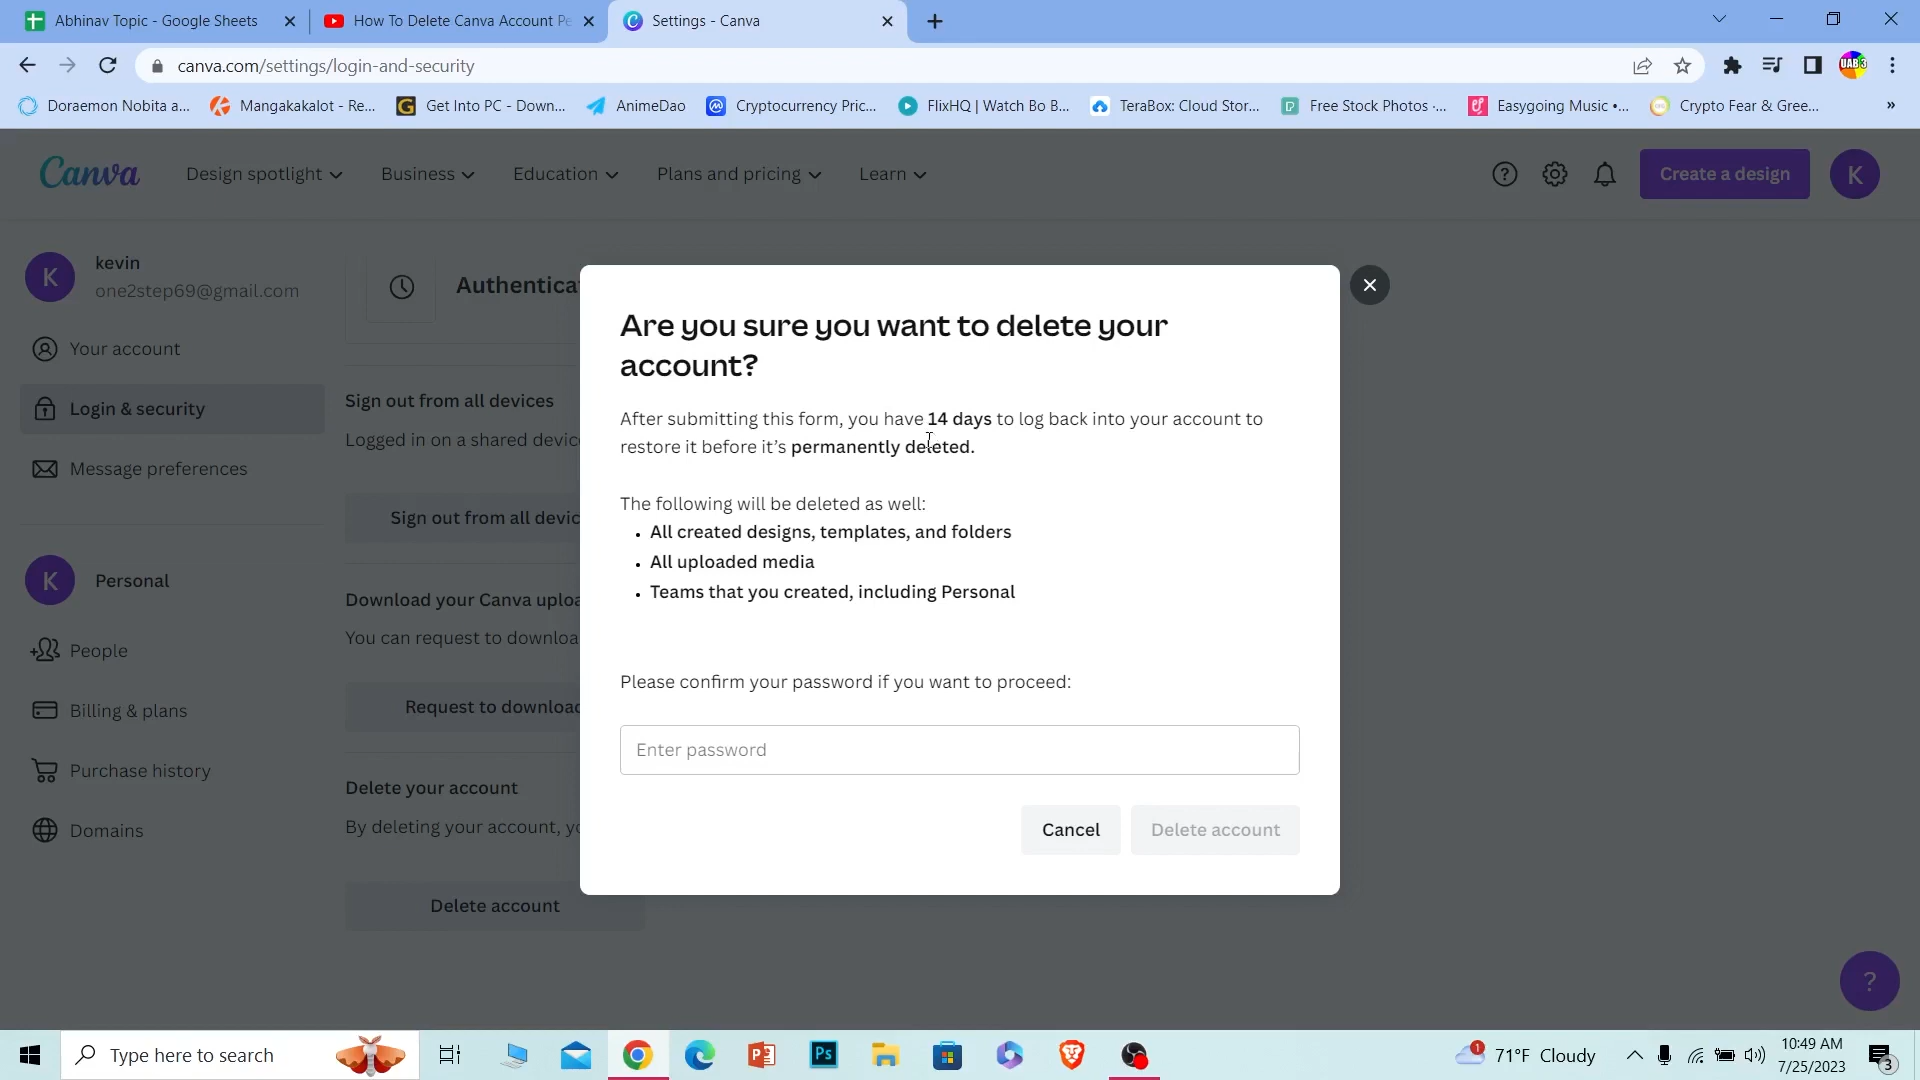 Abhinav Topic - Google Sheets
How To Delete Canva Account Pe
Settings - Canva
canva.com/settings/login-and-security
UAB 3
Doraemon Nobita a...
Mangakakalot - Re...
Get Into PC - Down...
AnimeDao
Cryptocurrency Pric...
FlixHQ | Watch Bo B...
TeraBox: Cloud Stor...
Free Stock Photos ·...
Easygoing Music •...
Crypto Fear & Gree...
»
Canva
Design spotlight
Business
Education
Plans and pricing
Learn
Create a design
K
K
kevin
one2step69@gmail.com
Your account
Login & security
Message preferences
K
Personal
People
Billing & plans
Purchase history
Domains
Authentica
Sign out from all devices
Logged in on a shared devic
Sign out from all devic
Download your Canva uploa
You can request to downloa
Request to downloa
Delete your account
By deleting your account, yo
Delete account
Are you sure you want to delete your
account?
After submitting this form, you have 14 days to log back into your account to
restore it before it’s permanently deleted.
The following will be deleted as well:
• All created designs, templates, and folders
• All uploaded media
• Teams that you created, including Personal
Please confirm your password if you want to proceed:
Enter password
Cancel
Delete account
?
Type here to search
Ps
1
71°F Cloudy
10:49 AM
7/25/2023
3